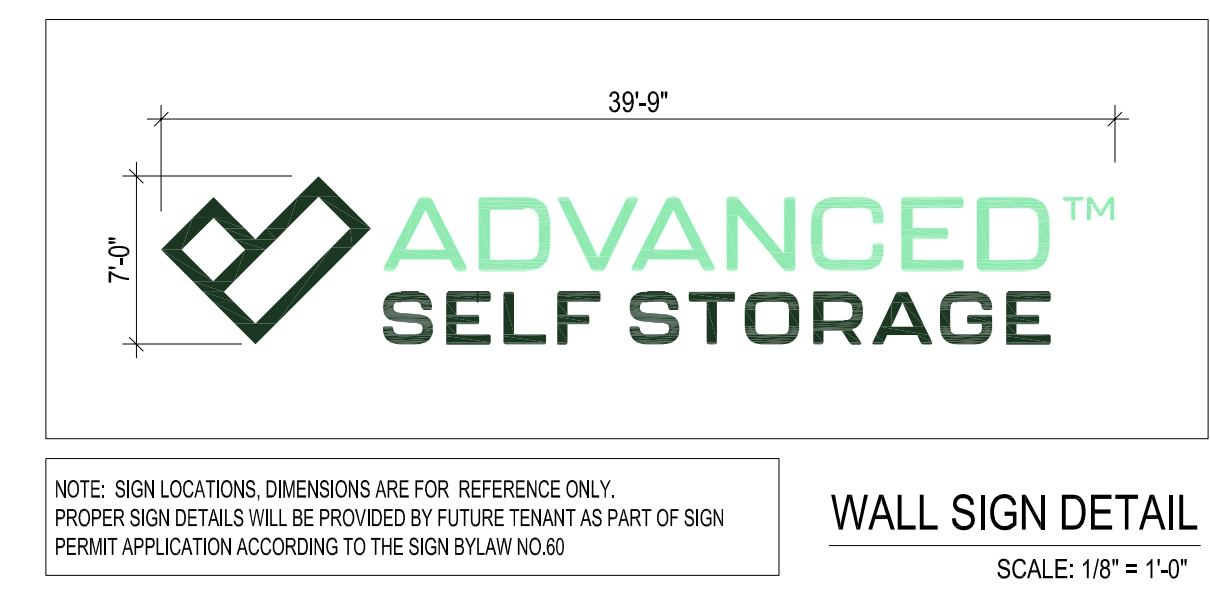 39'-9"
7'-0"
ADVANCED™
SELF STORAGE
NOTE: SIGN LOCATIONS, DIMENSIONS ARE FOR REFERENCE ONLY.
PROPER SIGN DETAILS WILL BE PROVIDED BY FUTURE TENANT AS PART OF SIGN
PERMIT APPLICATION ACCORDING TO THE SIGN BYLAW NO.60
WALL SIGN DETAIL
SCALE: 1/8" = 1'-0"